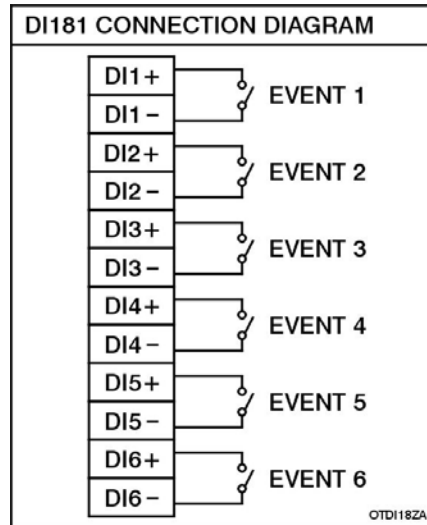 DI181 CONNECTION DIAGRAM
DI1+
DI1−
EVENT 1
DI2+
DI2−
EVENT 2
DI3+
DI3−
EVENT 3
DI4+
DI4−
EVENT 4
DI5+
DI5−
EVENT 5
DI6+
DI6−
EVENT 6
OTDI18ZA